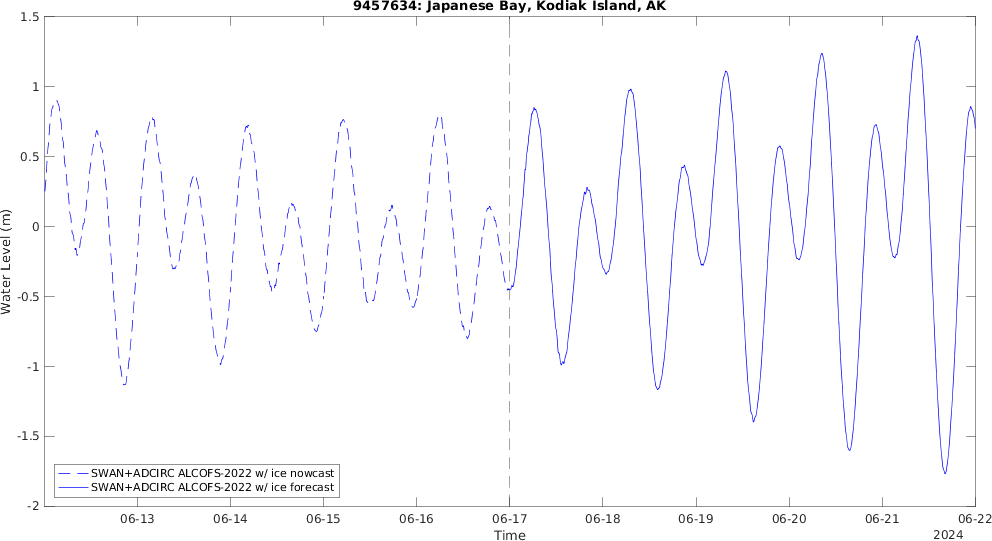 9457634: Japanese Bay, Kodiak Island, AK
1.5
1
0.5
0
-0.5
-1
-1.5
-2
Water Level (m)
SWAN+ADCIRC ALCOFS-2022 w/ ice nowcast
SWAN+ADCIRC ALCOFS-2022 w/ ice forecast
06-13 06-14 06-15 06-16 06-17 06-18 06-19 06-20 06-21 06-22
Time
2024